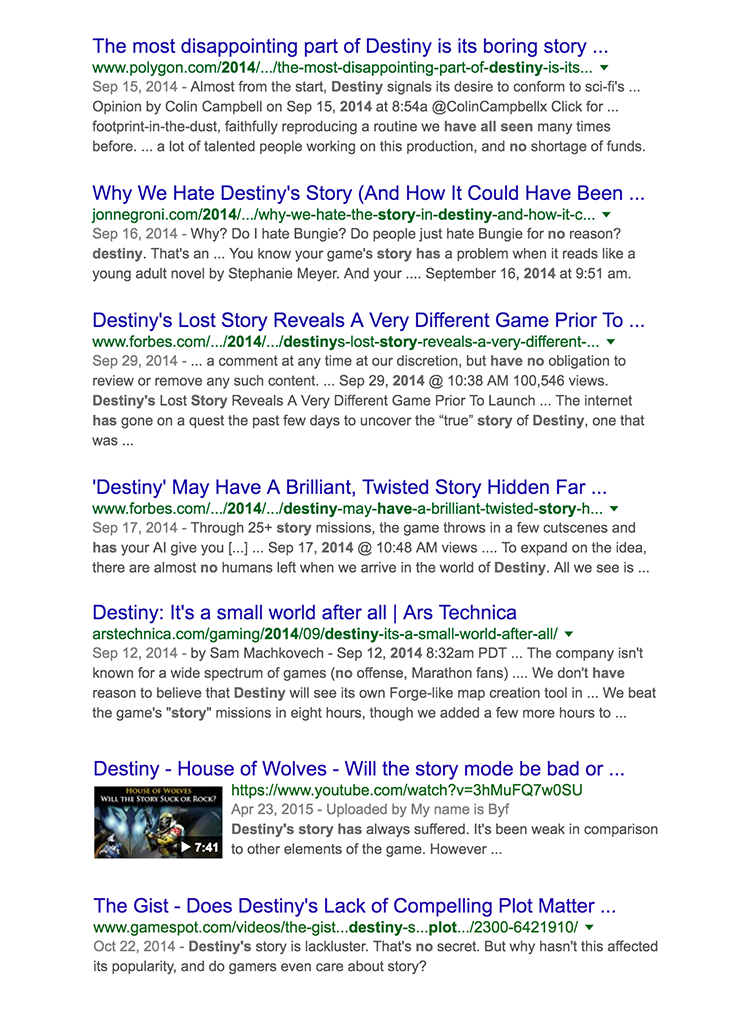 The most disappointing part of Destiny is its boring story ...
www.polygon.com/2014/.../the-most-disappointing-part-of-destiny-is-its...
Sep 15, 2014 - Almost from the start, Destiny signals its desire to conform to sci-fi's ...
Opinion by Colin Campbell on Sep 15, 2014 at 8:54a @ColinCampbellx Click for ...
footprint-in-the-dust, faithfully reproducing a routine we have all seen many times
before. ... a lot of talented people working on this production, and no shortage of funds.
Why We Hate Destiny's Story (And How It Could Have Been ...
jonnegroni.com/2014/.../why-we-hate-the-story-in-destiny-and-how-it-c...
Sep 16, 2014 - Why? Do I hate Bungie? Do people just hate Bungie for no reason?
destiny. That's an ... You know your game's story has a problem when it reads like a
young adult novel by Stephanie Meyer. And your .... September 16, 2014 at 9:51 am.
Destiny's Lost Story Reveals A Very Different Game Prior To ...
www.forbes.com/.../2014/.../destinys-lost-story-reveals-a-very-different-...
Sep 29, 2014 - ... a comment at any time at our discretion, but have no obligation to
review or remove any such content. ... Sep 29, 2014 @ 10:38 AM 100,546 views.
Destiny's Lost Story Reveals A Very Different Game Prior To Launch ... The internet
has gone on a quest the past few days to uncover the “true” story of Destiny, one that
was ...
'Destiny' May Have A Brilliant, Twisted Story Hidden Far ...
www.forbes.com/.../2014/.../destiny-may-have-a-brilliant-twisted-story-h...
Sep 17, 2014 - Through 25+ story missions, the game throws in a few cutscenes and
has your AI give you [...] ... Sep 17, 2014 @ 10:48 AM views .... To expand on the idea,
there are almost no humans left when we arrive in the world of Destiny. All we see is ...
Destiny: It's a small world after all | Ars Technica
arstechnica.com/gaming/2014/09/destiny-its-a-small-world-after-all/
Sep 12, 2014 - by Sam Machkovech - Sep 12, 2014 8:32am PDT ... The company isn't
known for a wide spectrum of games (no offense, Marathon fans) .... We don't have
reason to believe that Destiny will see its own Forge-like map creation tool in ... We beat
the game's "story" missions in eight hours, though we added a few more hours to ...
Destiny - House of Wolves - Will the story mode be bad or ...
HOUSE OF WOLVES
WILL THE STORY SUCK OR ROCK?
7:41
https://www.youtube.com/watch?v=3hMuFQ7w0SU
Apr 23, 2015 - Uploaded by My name is Byf
Destiny's story has always suffered. It's been weak in comparison
to other elements of the game. However ...
The Gist - Does Destiny's Lack of Compelling Plot Matter ...
www.gamespot.com/videos/the-gist...destiny-s...plot.../2300-6421910/
Oct 22, 2014 - Destiny's story is lackluster. That's no secret. But why hasn't this affected
its popularity, and do gamers even care about story?